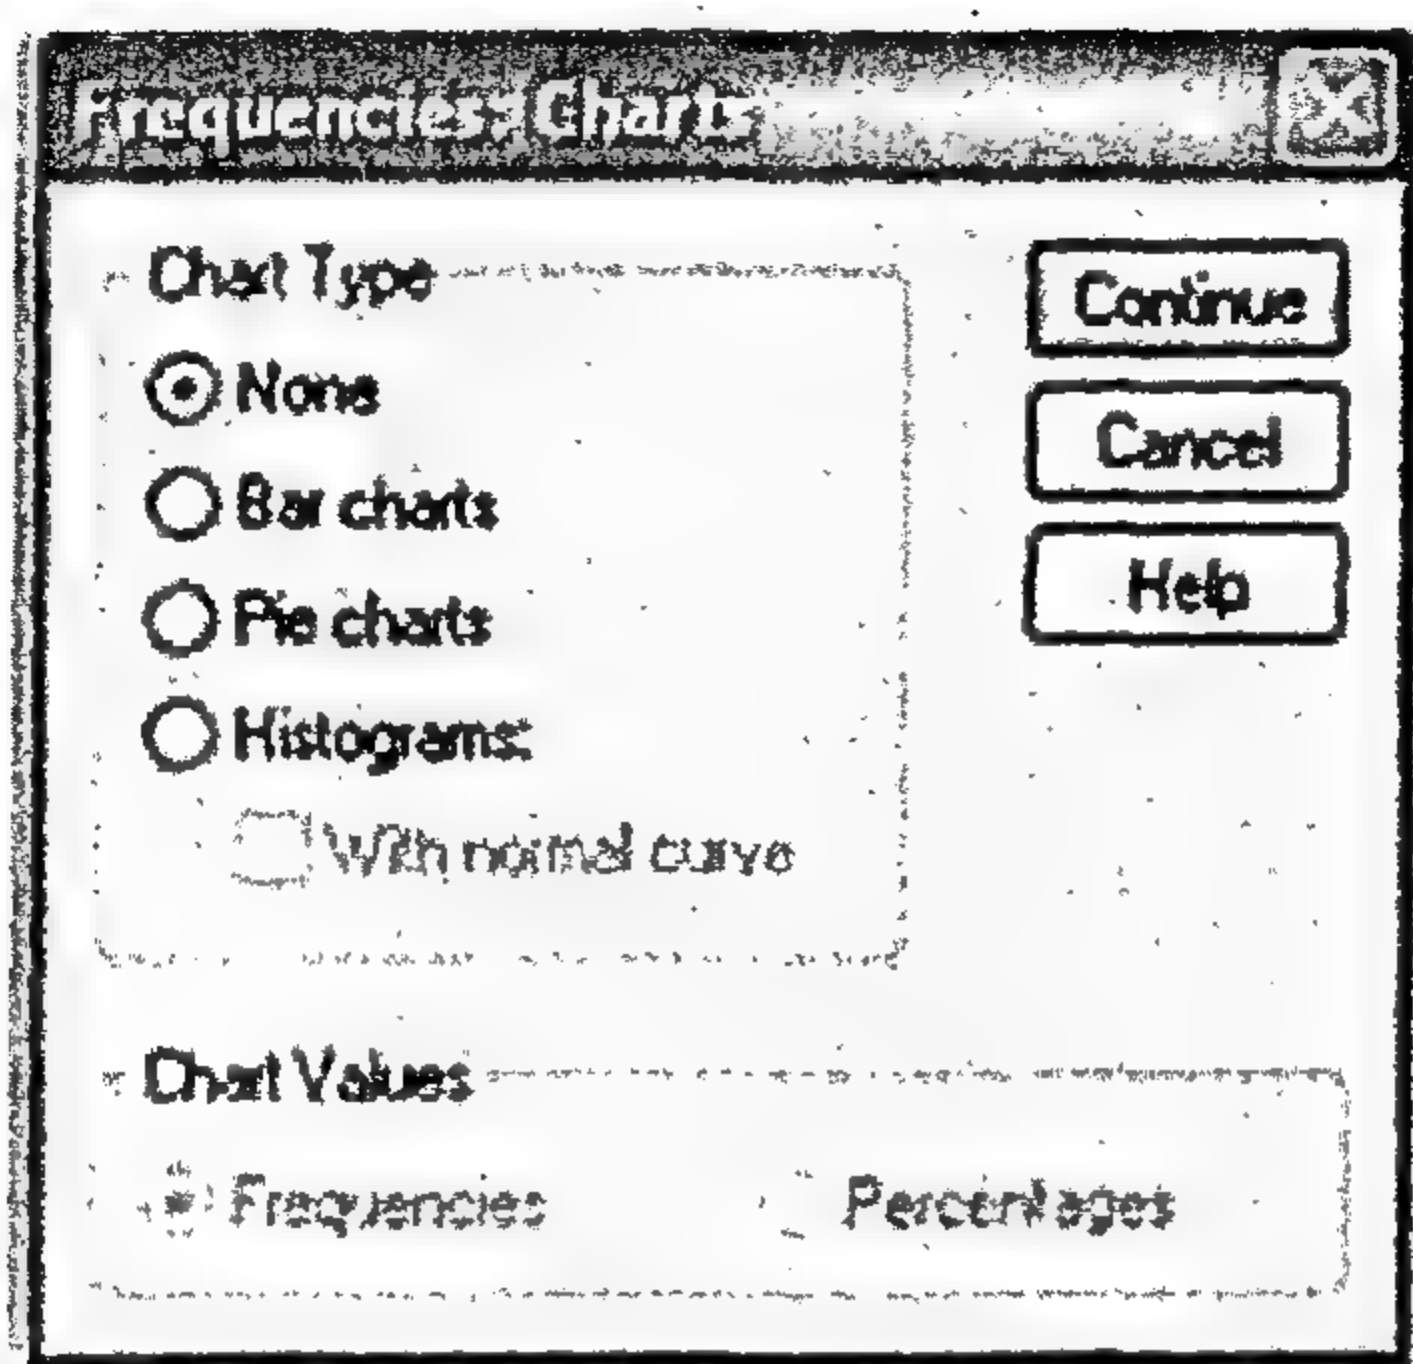 Frequencies: Charts
Chart Type
None
Bar charts
Pie charts
Histograms:
With normal curve
Continue
Cancel
Help
Chart Values
Frequencies
Percentages